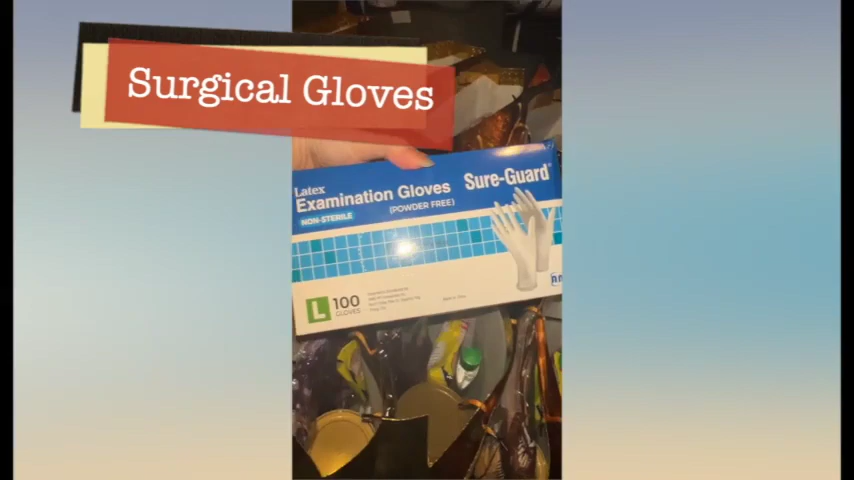 Surgical Gloves
Latex
Examination Gloves
Sure-Guard
(POWDER FREE)
NON-STERILE
L 100
GLOVES